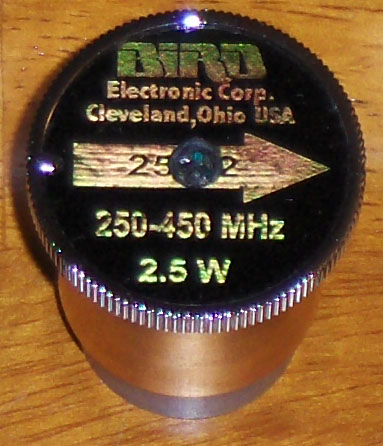 BIRD
Electronic Corp.
Cleveland,Ohio USA
250-450 MHz
2.5 W